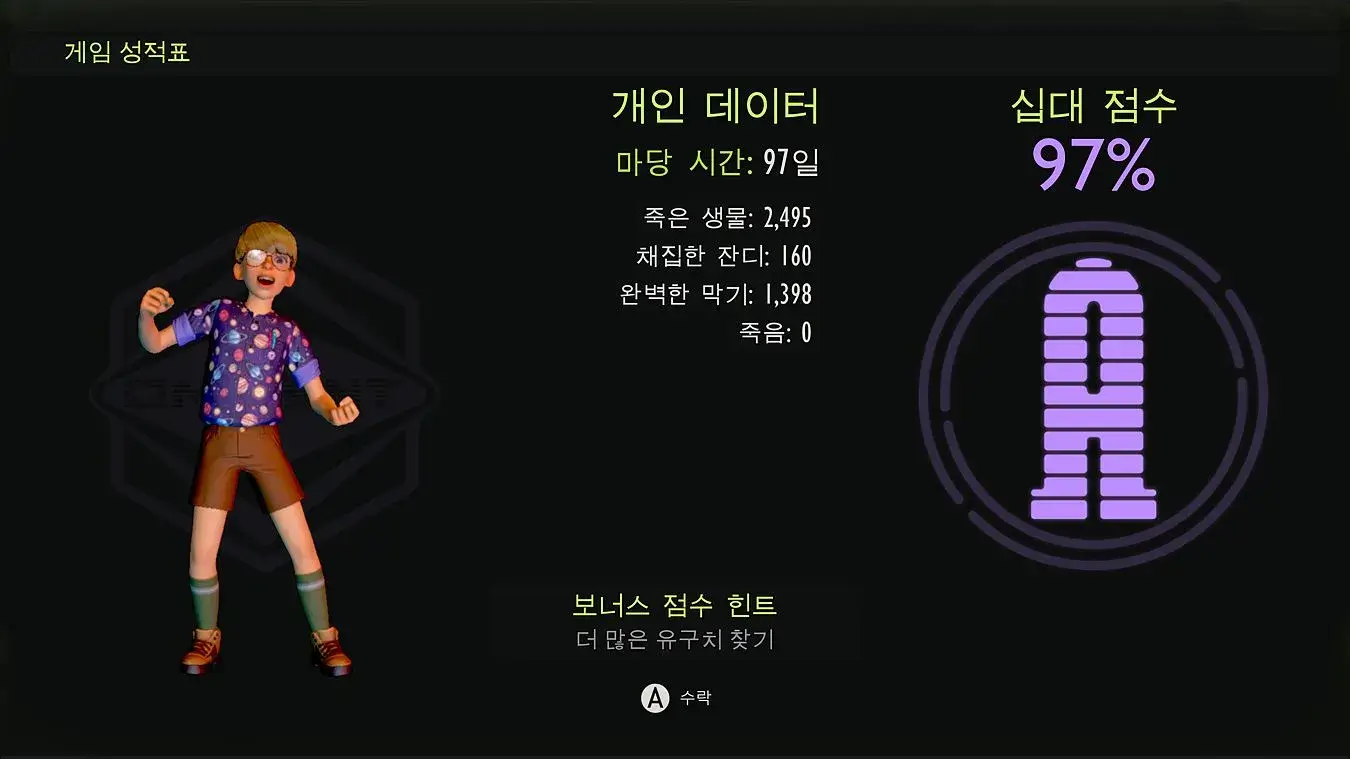 게임 성적표
개인 데이터
마당 시간: 97일
죽은 생물: 2,495
채집한 잔디: 160
완벽한 막기: 1,398
죽음: 0
십대 점수
97%
A
보너스 점수 힌트
더 많은 유구치 찾기
A 수락